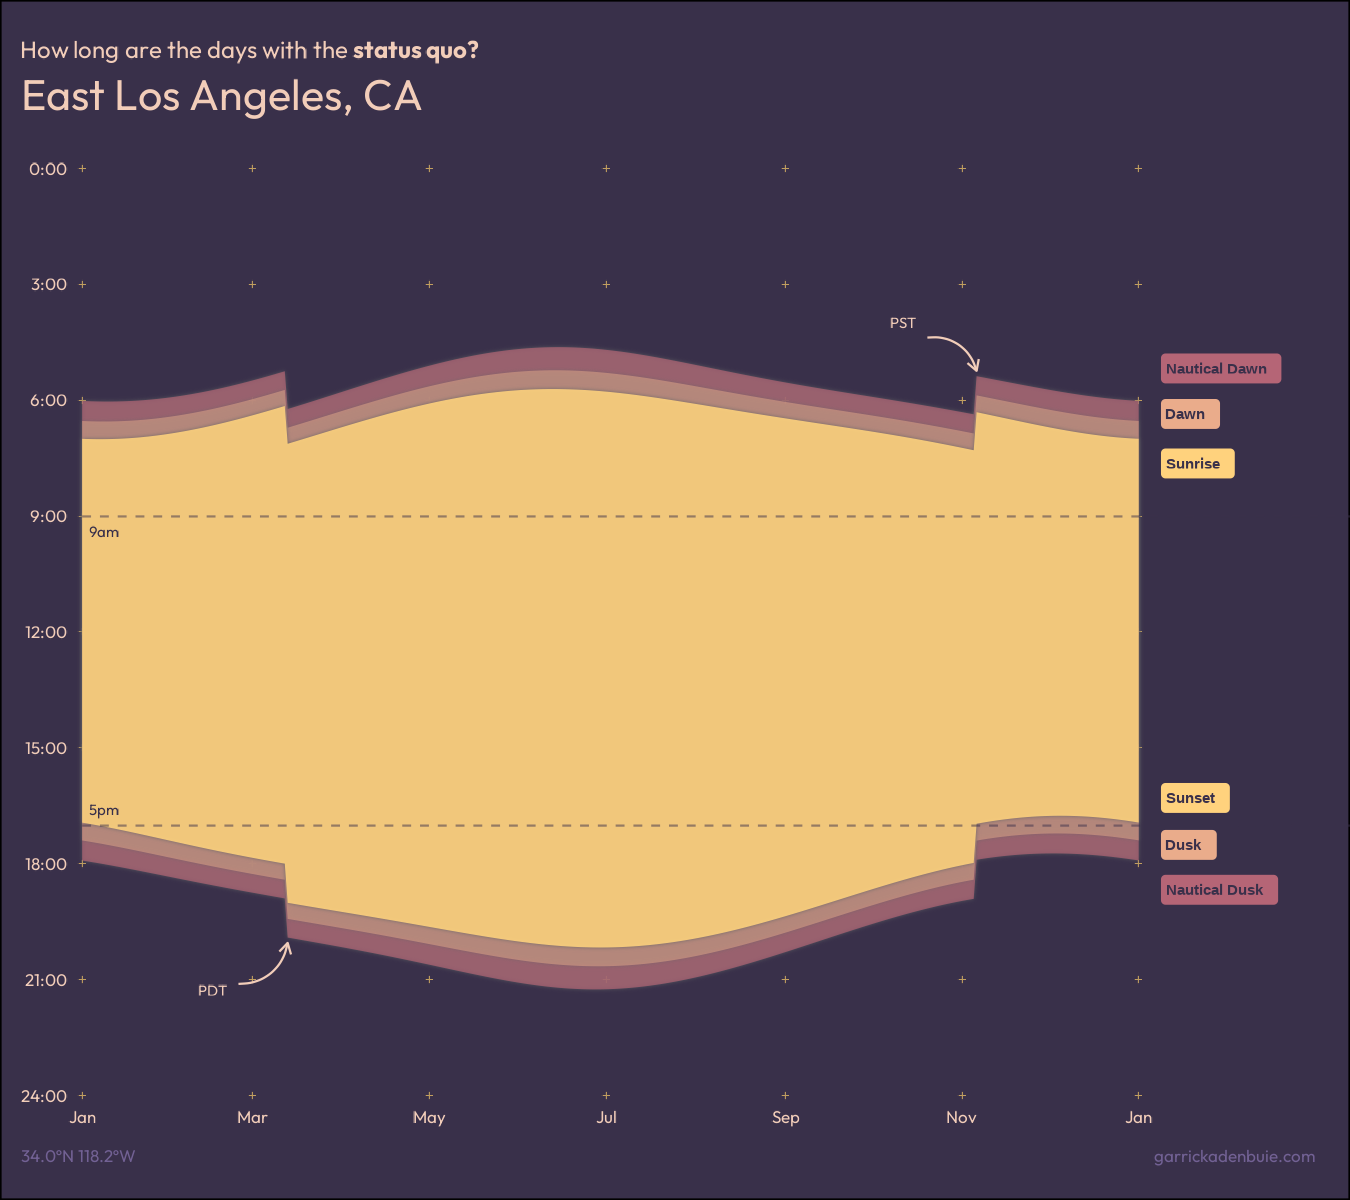 How long are the days with the status quo?
East Los Angeles, CA
0:00
3:00
PST
Nautical Dawn
6:00
Dawn
Sunrise
9:00
9am
12:00
15:00
Sunset
5pm
Dusk
18:00
Nautical Dusk
21:00
PDT
24:00
Jan Mar May Jul Sep Nov Jan
34.0°N 118.2°W
garrickadenbuie.com